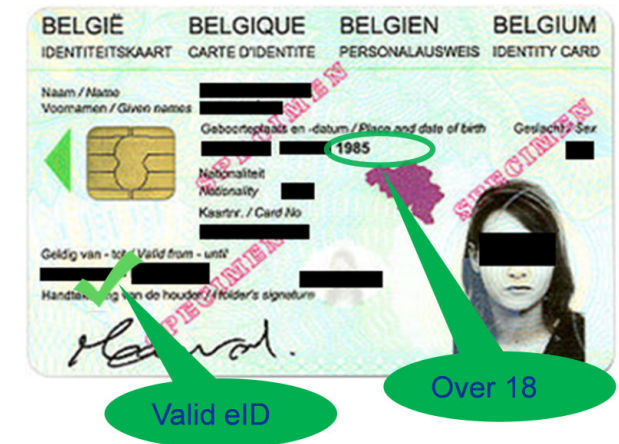 BELGIË BELGIQUE BELGIEN BELGIUM
IDENTITEITSKAART CARTE D'IDENTITE PERSONALAUSWEIS IDENTITY CARD
Naam / Name
Voornamen / Given names
Geboorteplaats en -datum / Place and date of birth Geslacht / Sex
1985
Nationaliteit
Nationality
Kaartnr. / Card No
Geldig van - tot / Valid from - until
van de houder / Holder's signature
SPECIMEN
SPECIMEN
SPECIMEN
Over 18
Valid eID